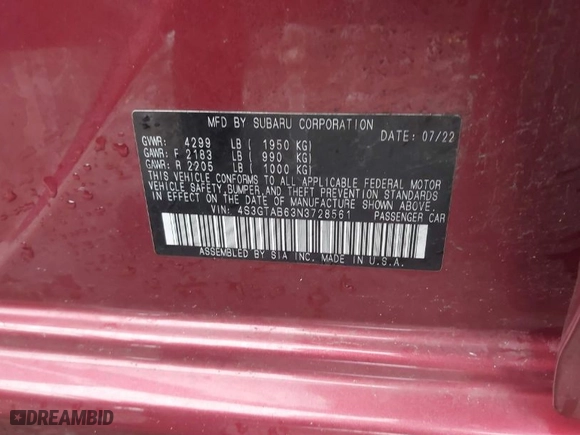 MFD BY SUBARU CORPORATION
GVWR: 4299 LB ( 1950 KG) DATE: 07/22
GAWR: F 2183 LB ( 990 KG)
GAWR: R 2205 LB ( 1000 KG)
THIS VEHICLE CONFORMS TO ALL APPLICABLE FEDERAL MOTOR
VEHICLE SAFETY, BUMPER, AND THEFT PREVENTION STANDARDS
IN EFFECT ON THE DATE OF MANUFACTURE SHOWN ABOVE.
VIN: 4S3GTAB63N3728561 PASSENGER CAR
ASSEMBLED BY SIA INC. MADE IN U.S.A.
DREAMBID